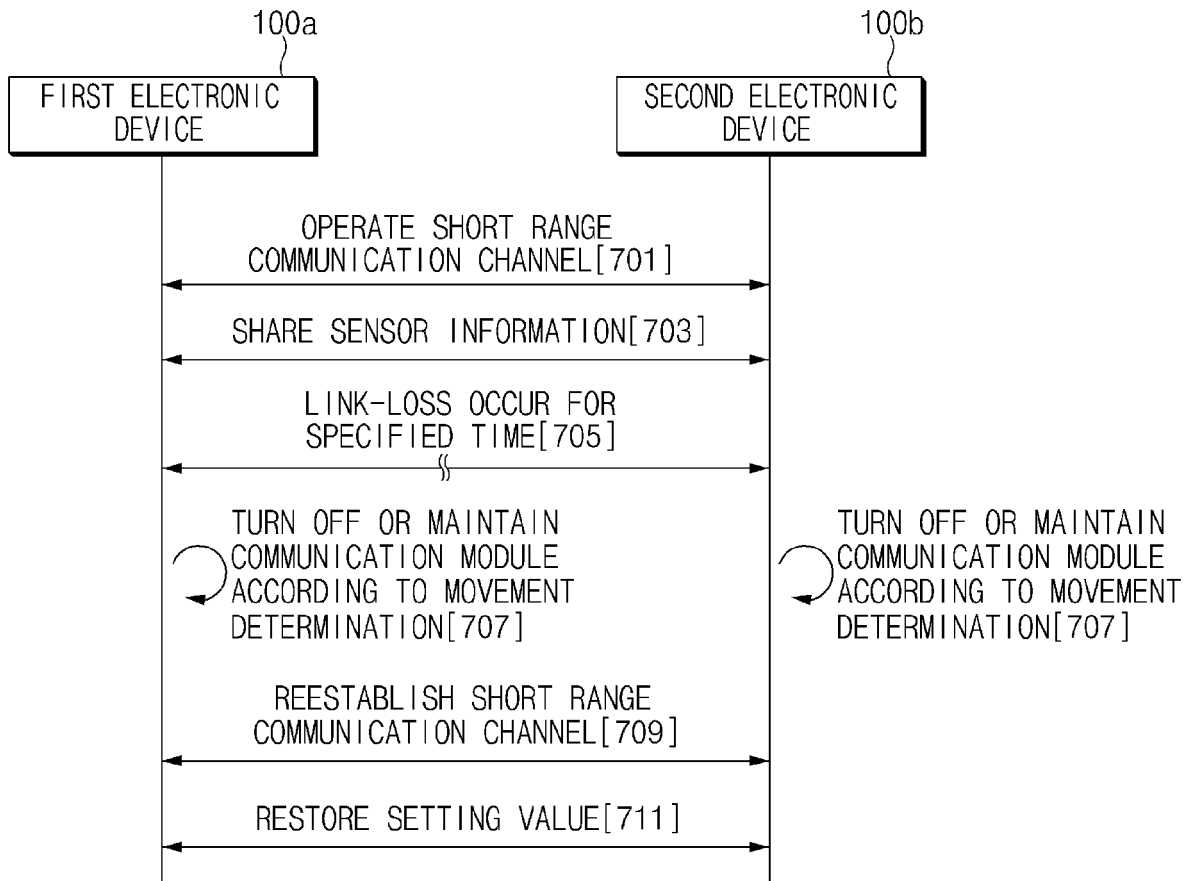 100a
100b
FIRST ELECTRONIC
DEVICE
SECOND ELECTRONIC
DEVICE
OPERATE SHORT RANGE
COMMUNICATION CHANNEL[701]
SHARE SENSOR INFORMATION[703]
LINK-LOSS OCCUR FOR
SPECIFIED TIME[705]
TURN OFF OR MAINTAIN
COMMUNICATION MODULE
ACCORDING TO MOVEMENT
DETERMINATION[707]
TURN OFF OR MAINTAIN
COMMUNICATION MODULE
ACCORDING TO MOVEMENT
DETERMINATION[707]
REESTABLISH SHORT RANGE
COMMUNICATION CHANNEL[709]
RESTORE SETTING VALUE[711]